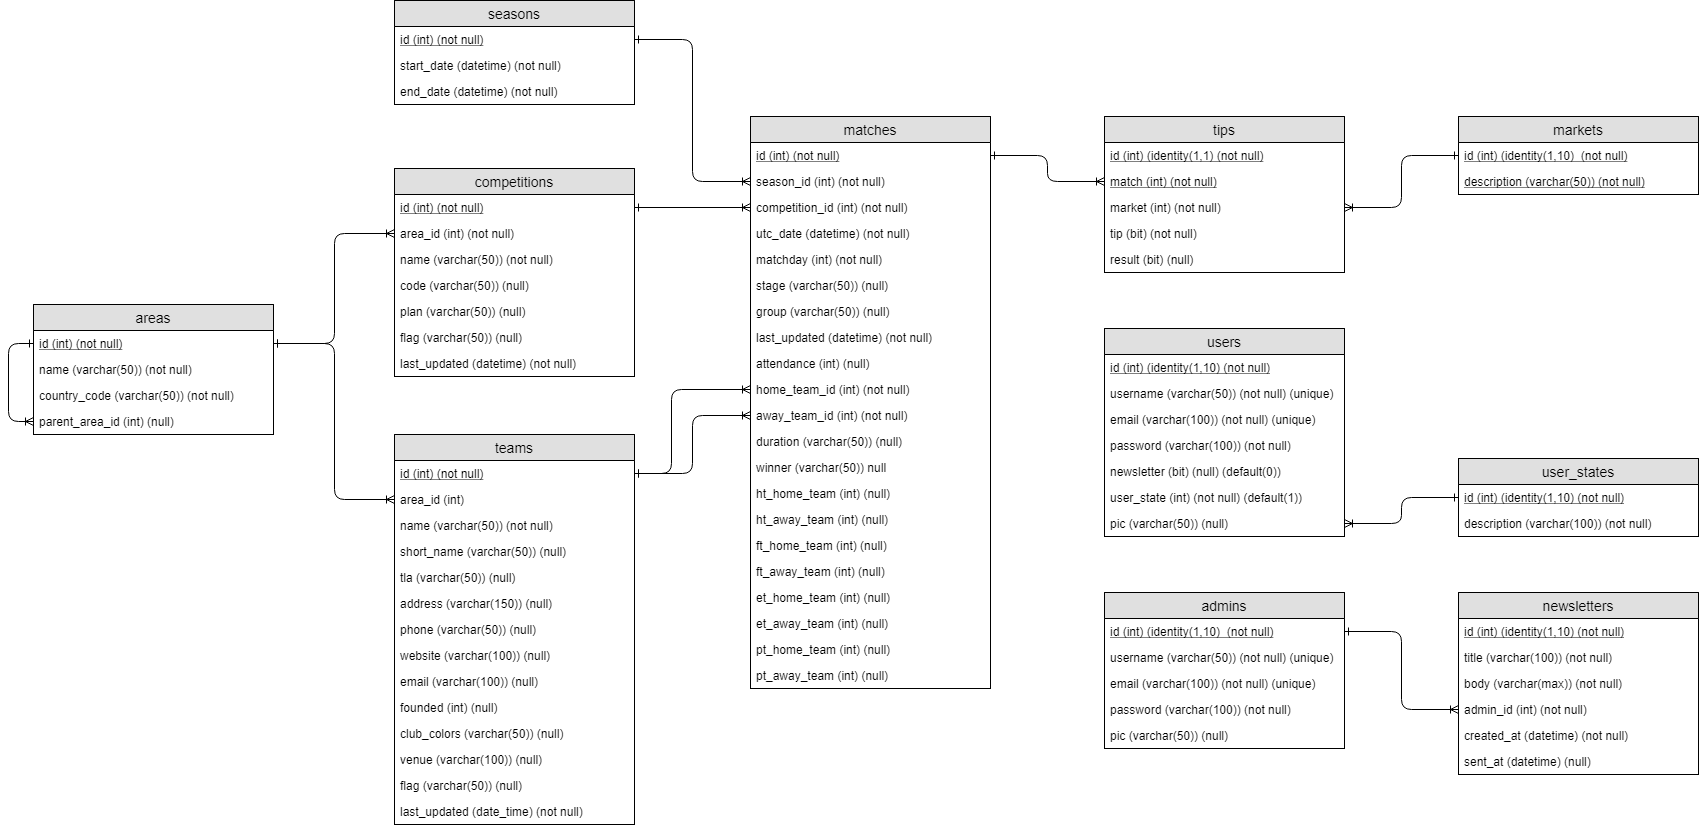 seasons
id (int) (not null)
start_date (datetime) (not null)
end_date (datetime) (not null)
competitions
id (int) (not null)
area_id (int) (not null)
name (varchar(50)) (not null)
code (varchar(50)) (null)
plan (varchar(50)) (null)
flag (varchar(50)) (null)
last_updated (datetime) (not null)
areas
id (int) (not null)
name (varchar(50)) (not null)
country_code (varchar(50)) (not null)
parent_area_id (int) (null)
teams
id (int) (not null)
area_id (int)
name (varchar(50)) (not null)
short_name (varchar(50)) (null)
tla (varchar(50)) (null)
address (varchar(150)) (null)
phone (varchar(50)) (null)
website (varchar(100)) (null)
email (varchar(100)) (null)
founded (int) (null)
club_colors (varchar(50)) (null)
venue (varchar(100)) (null)
flag (varchar(50)) (null)
last_updated (date_time) (not null)
matches
id (int) (not null)
season_id (int) (not null)
competition_id (int) (not null)
utc_date (datetime) (not null)
matchday (int) (not null)
stage (varchar(50)) (null)
group (varchar(50)) (null)
last_updated (datetime) (not null)
attendance (int) (null)
home_team_id (int) (not null)
away_team_id (int) (not null)
duration (varchar(50)) (null)
winner (varchar(50)) null
ht_home_team (int) (null)
ht_away_team (int) (null)
ft_home_team (int) (null)
ft_away_team (int) (null)
et_home_team (int) (null)
et_away_team (int) (null)
pt_home_team (int) (null)
pt_away_team (int) (null)
tips
id (int) (identity(1,1) (not null)
match (int) (not null)
market (int) (not null)
tip (bit) (not null)
result (bit) (null)
markets
id (int) (identity(1,10)  (not null)
description (varchar(50)) (not null)
users
id (int) (identity(1,10) (not null)
username (varchar(50)) (not null) (unique)
email (varchar(100)) (not null) (unique)
password (varchar(100)) (not null)
newsletter (bit) (null) (default(0))
user_state (int) (not null) (default(1))
pic (varchar(50)) (null)
user_states
id (int) (identity(1,10) (not null)
description (varchar(100)) (not null)
admins
id (int) (identity(1,10)  (not null)
username (varchar(50)) (not null) (unique)
email (varchar(100)) (not null) (unique)
password (varchar(100)) (not null)
pic (varchar(50)) (null)
newsletters
id (int) (identity(1,10) (not null)
title (varchar(100)) (not null)
body (varchar(max)) (not null)
admin_id (int) (not null)
created_at (datetime) (not null)
sent_at (datetime) (null)